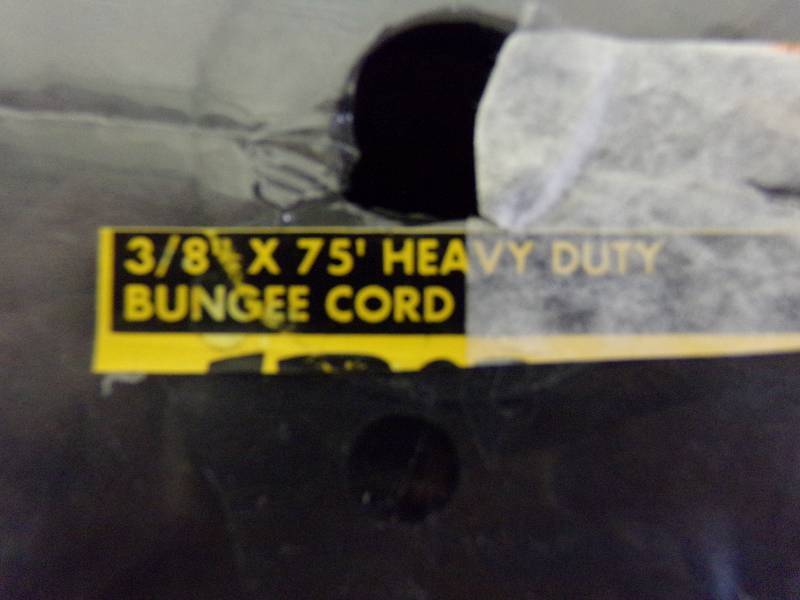 3/8" X 75' HEAVY DUTY
BUNGEE CORD